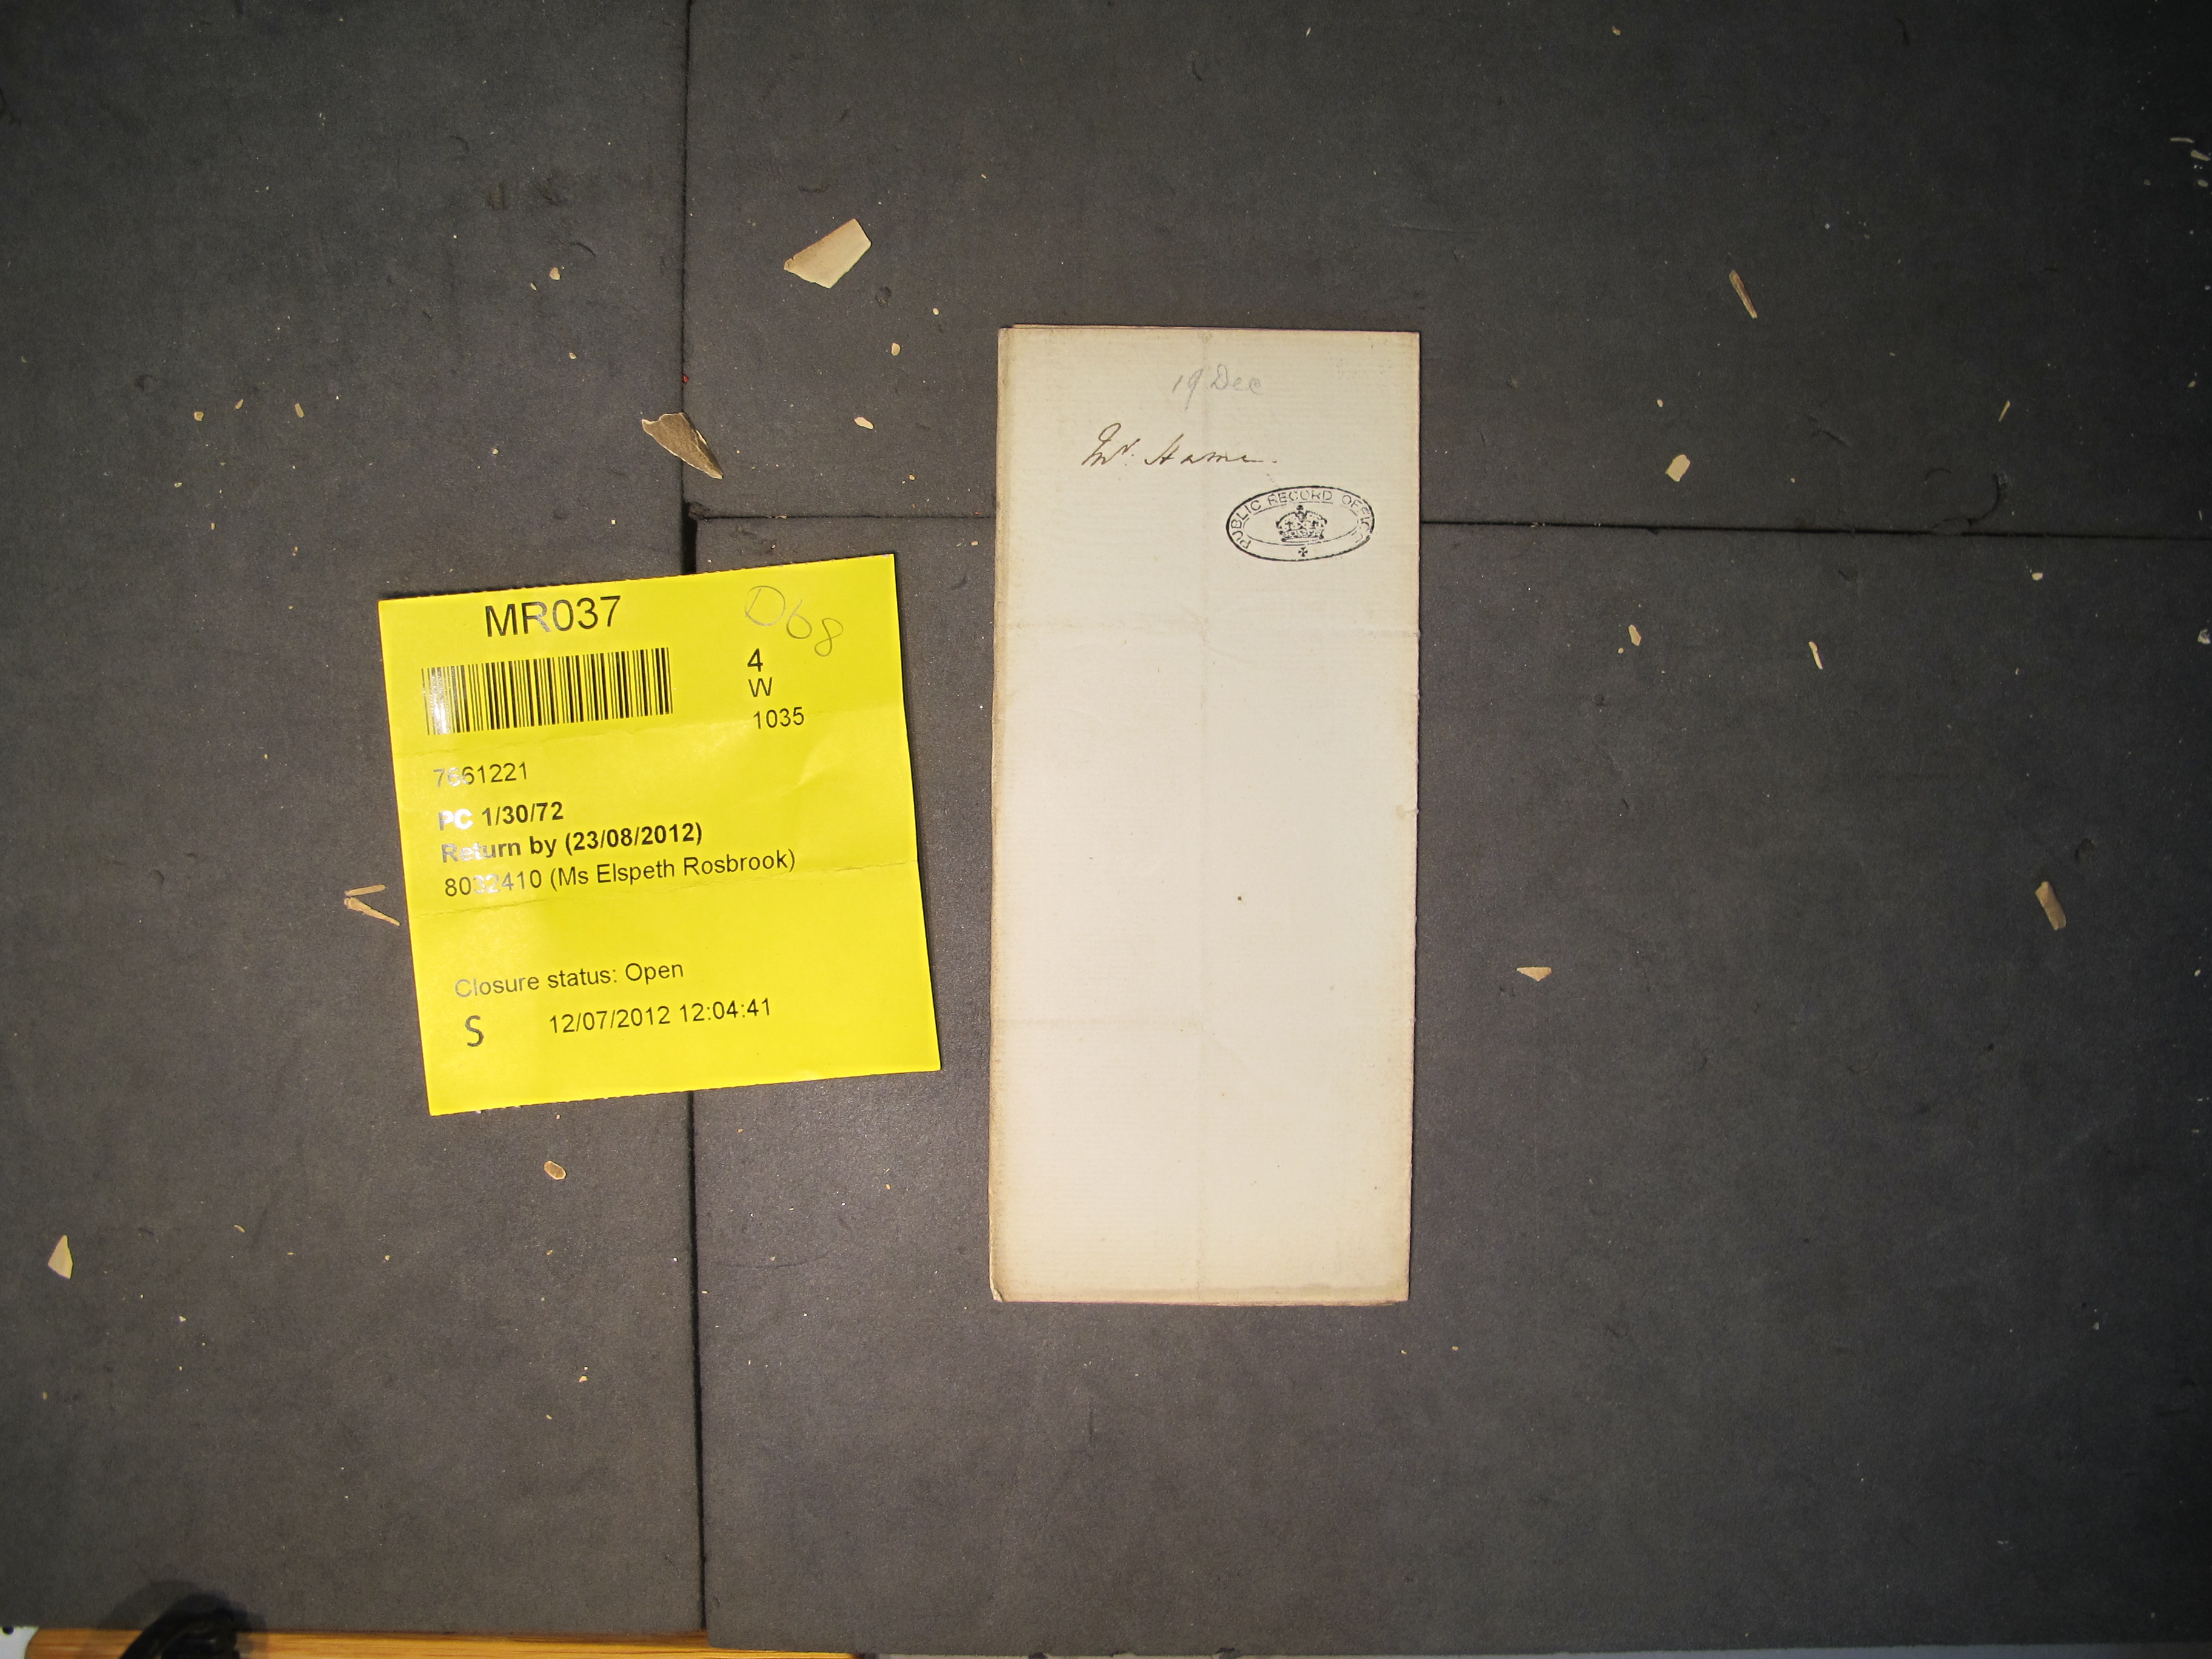 MR037
D68
4
W
1035
7661221
PC 1/30/72
Return by (23/08/2012)
8032410 (Ms Elspeth Rosbrook)
Closure status: Open
S 12/07/2012 12:04:41
19 Dec
Mr.
PUBLIC RECORD OFFICE